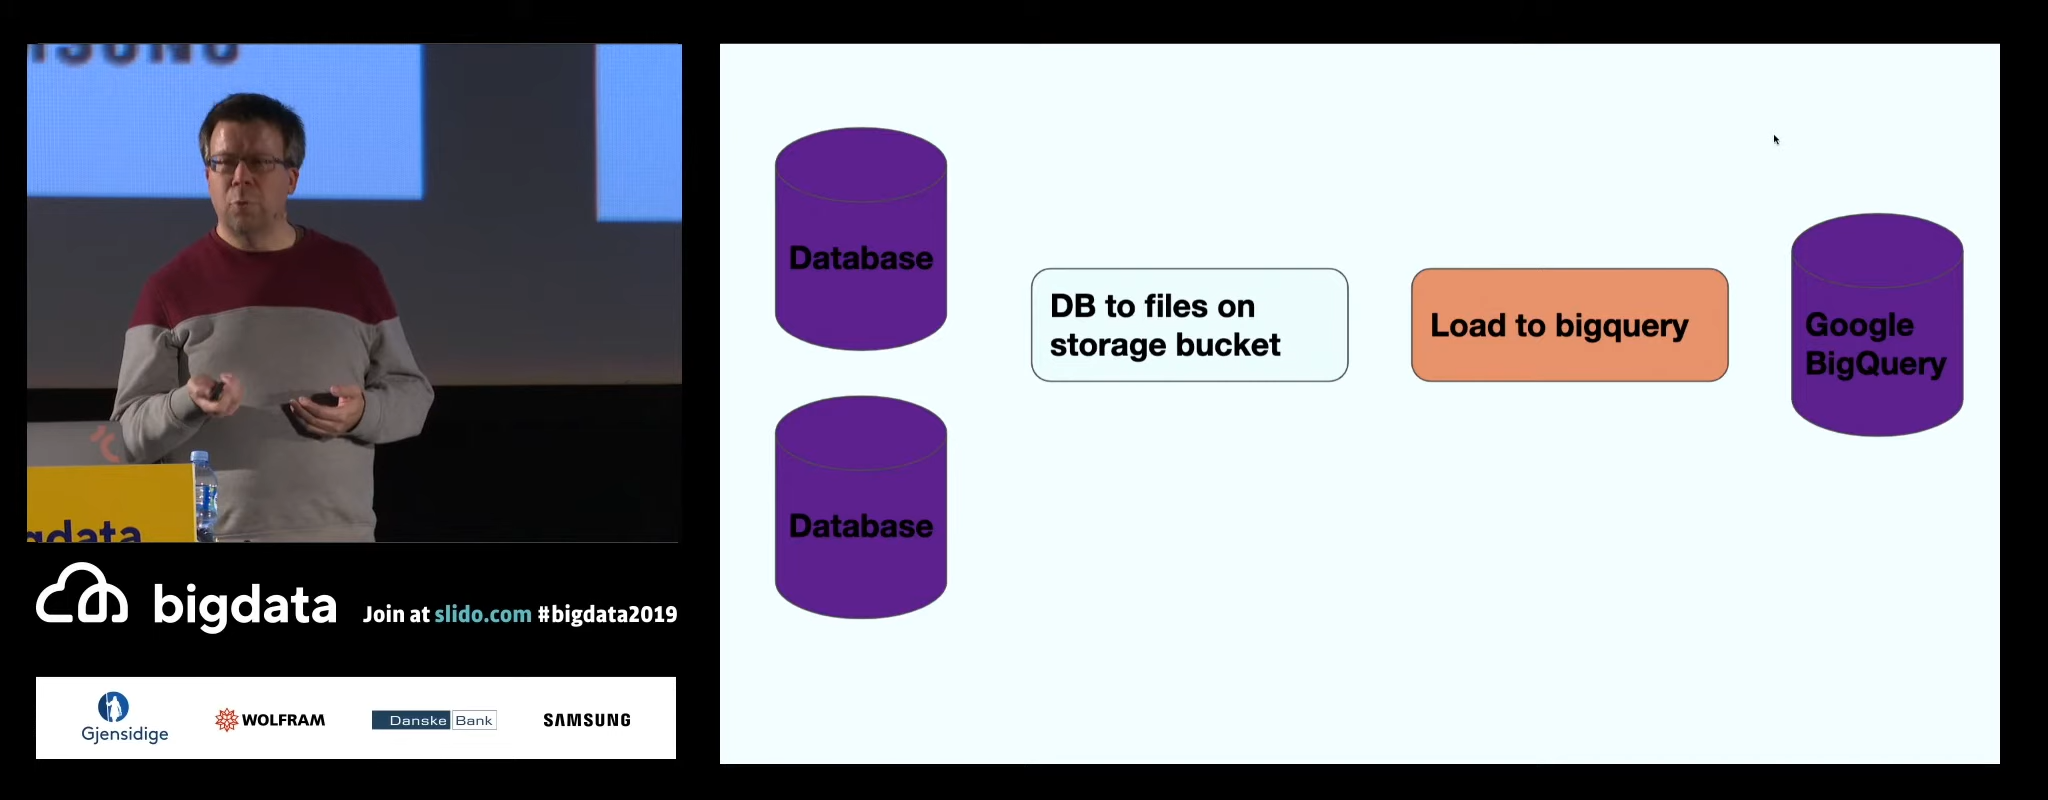 gdata
bigdata
Join at slido.com #bigdata2019
Gjensidige
WOLFRAM
Danske Bank
SAMSUNG
Database
Database
DB to files on
storage bucket
Load to bigquery
Google
BigQuery